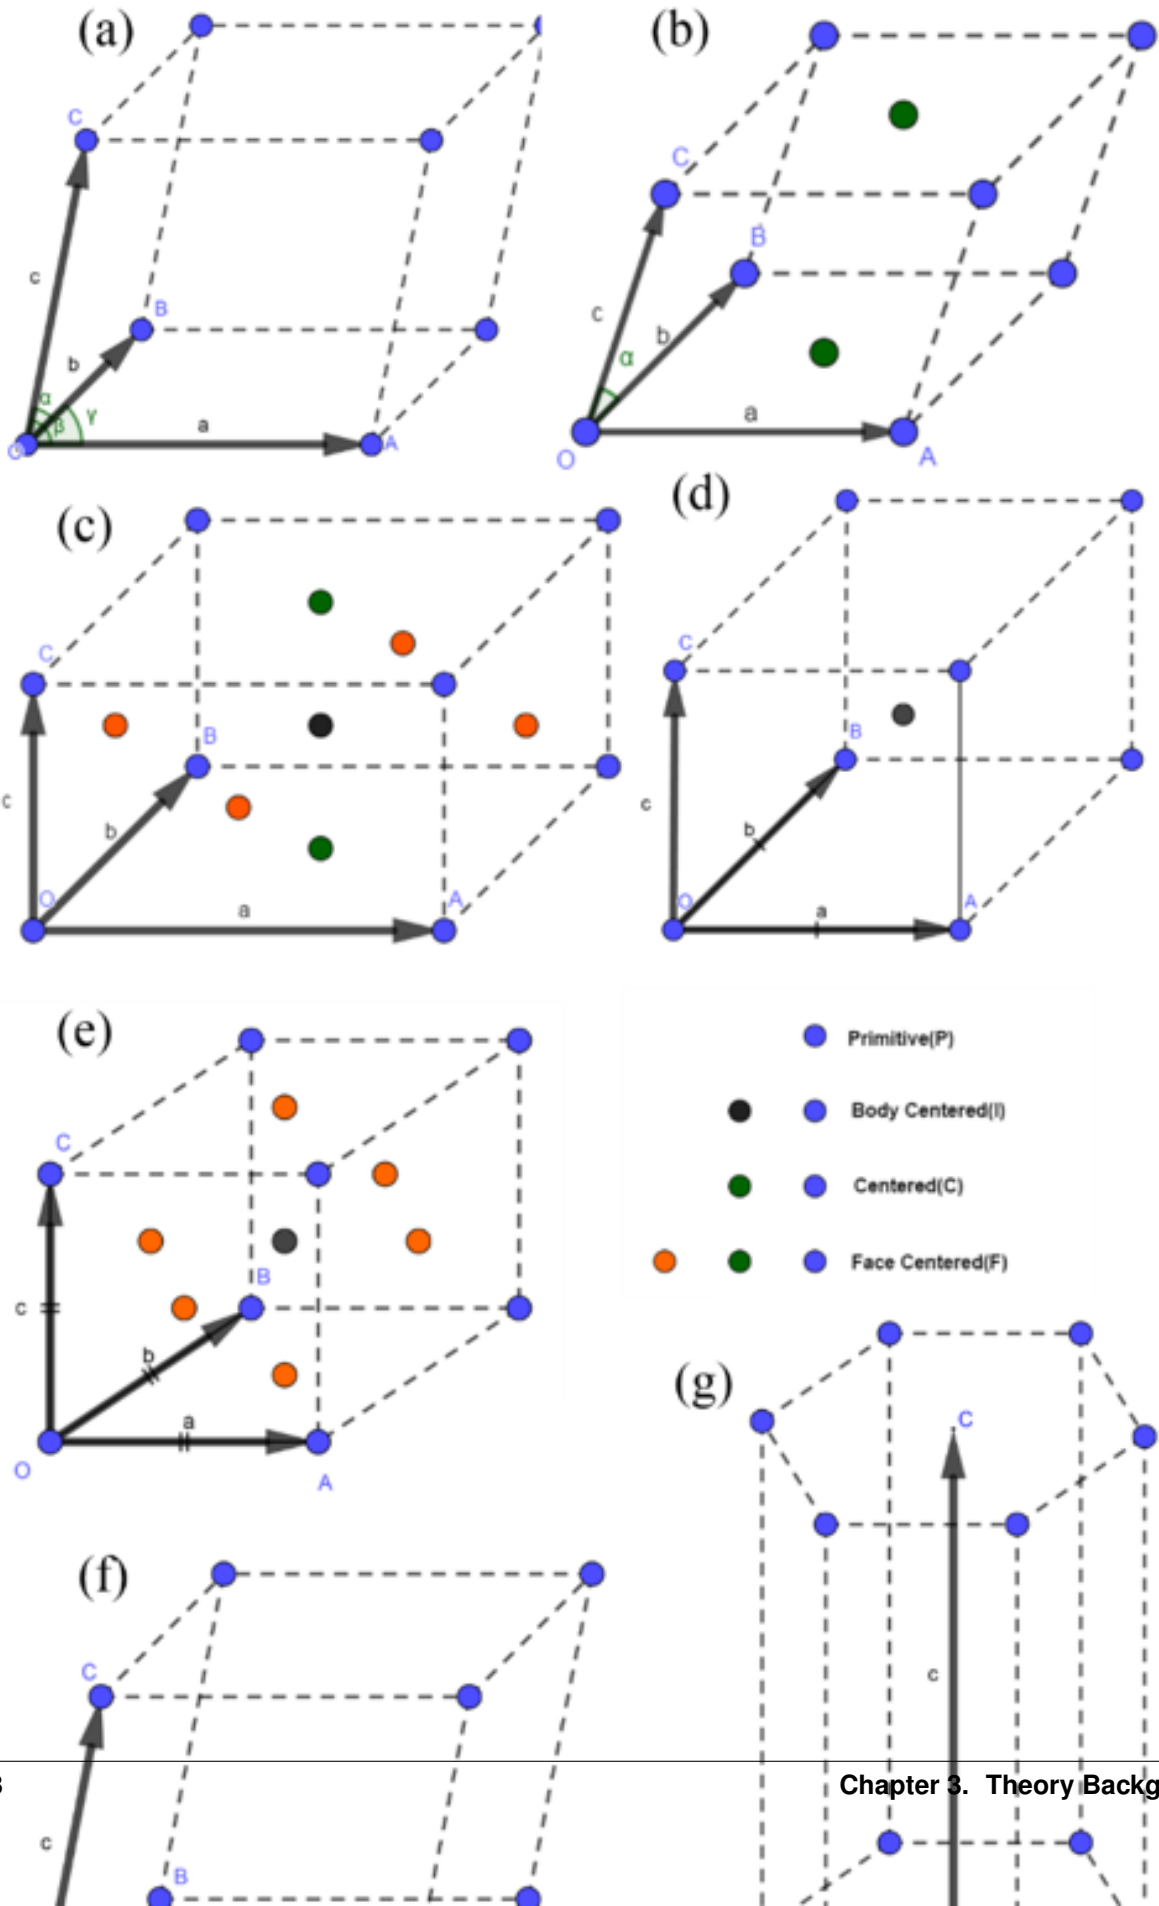 (a)
C
c
B
b
α
β
γ
a
A
O
(b)
C
B
c
b
α
a
O
A
(c)
C
B
c
b
O
a
A
(d)
C
B
c
b
O
a
A
(e)
C
B
c
b
a
O
A
Primitive(P)
Body Centered(I)
Centered(C)
Face Centered(F)
(g)
C
c
(f)
C
c
B
Chapter 3. Theory Backg